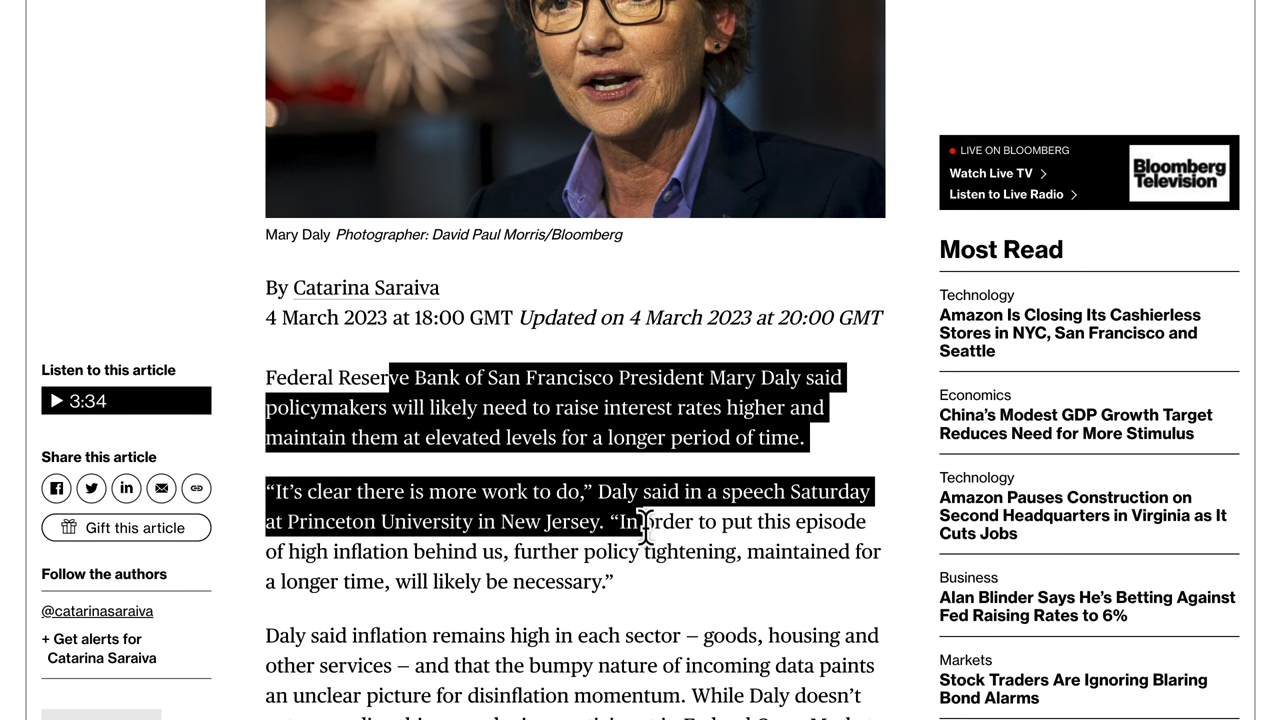 Mary Daly Photographer: David Paul Morris/Bloomberg
By Catarina Saraiva
4 March 2023 at 18:00 GMT Updated on 4 March 2023 at 20:00 GMT
Listen to this article
3:34
Share this article
Gift this article
Follow the authors
@catarinasaraiva
+ Get alerts for
Catarina Saraiva
Federal Reserve Bank of San Francisco President Mary Daly said
policymakers will likely need to raise interest rates higher and
maintain them at elevated levels for a longer period of time.
“It’s clear there is more work to do,” Daly said in a speech Saturday
at Princeton University in New Jersey. “In order to put this episode
of high inflation behind us, further policy tightening, maintained for
a longer time, will likely be necessary.”
Daly said inflation remains high in each sector — goods, housing and
other services — and that the bumpy nature of incoming data paints
an unclear picture for disinflation momentum. While Daly doesn’t
LIVE ON BLOOMBERG
Watch Live TV
Listen to Live Radio
Bloomberg
Television
Most Read
Technology
Amazon Is Closing Its Cashierless
Stores in NYC, San Francisco and
Seattle
Economics
China’s Modest GDP Growth Target
Reduces Need for More Stimulus
Technology
Amazon Pauses Construction on
Second Headquarters in Virginia as It
Cuts Jobs
Business
Alan Blinder Says He’s Betting Against
Fed Raising Rates to 6%
Markets
Stock Traders Are Ignoring Blaring
Bond Alarms